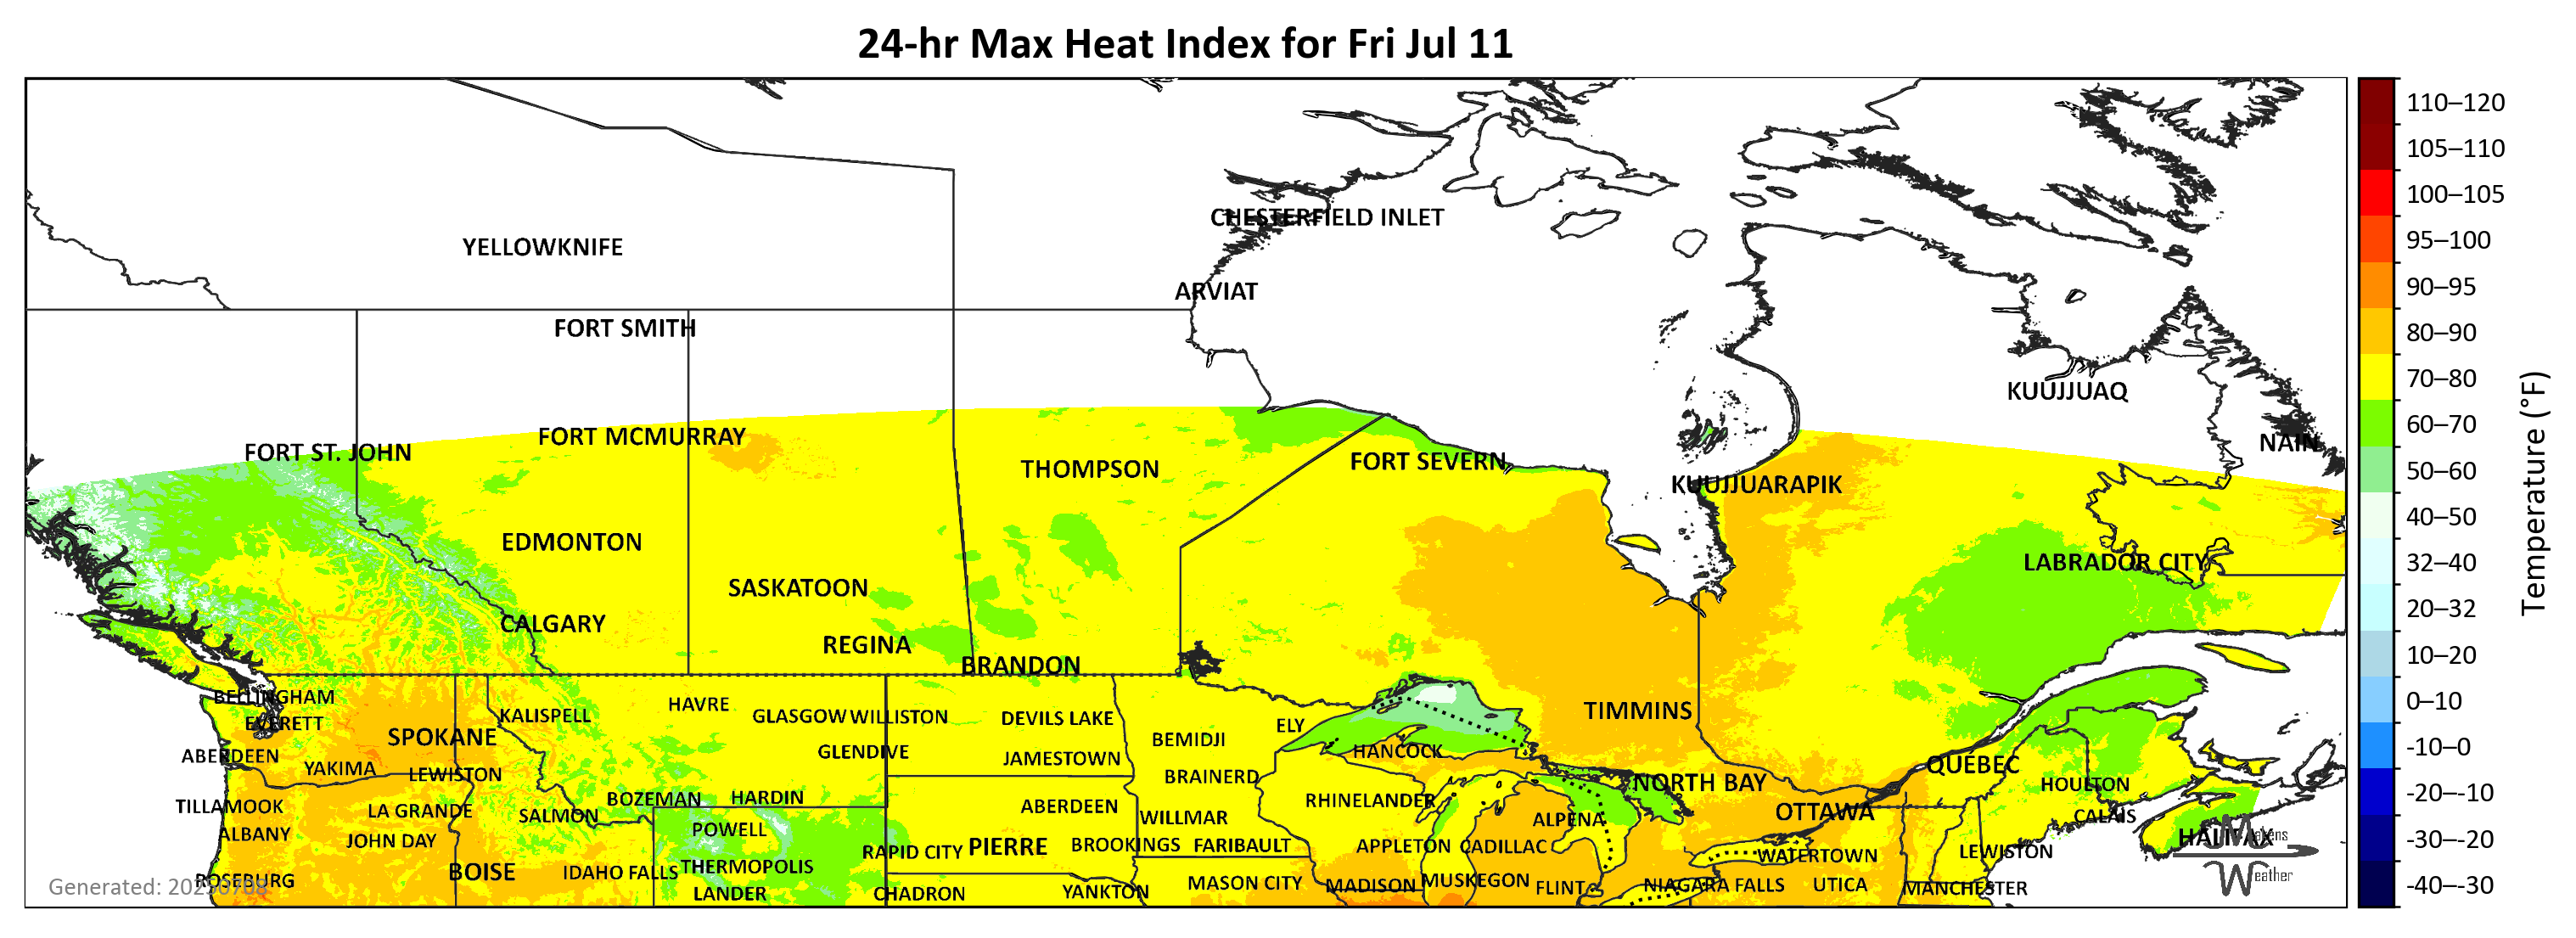 24-hr Max Heat Index for Fri Jul 11
CHESTERFIELD INLET
YELLOWKNIFE
ARVIAT
FORT SMITH
KUUJJUAQ
FORT MCMURRAY
NAIN
FORT ST. JOHN
FORT SEVERN
THOMPSON
KUUJJUARAPIK
EDMONTON
LABRADOR CITY
SASKATOON
CALGARY
REGINA
BRANDON
BELLINGHAM
HAVRE
TIMMINS
KALISPELL
GLASGOW WILLISTON
DEVILS LAKE
EVERETT
ELY
SPOKANE
BEMIDJI
HANCOCK
GLENDIVE
ABERDEEN
JAMESTOWN
QUÉBEC
YAKIMA
LEWISTON
BRAINERD
NORTH BAY
HOULTON
BOZEMAN
HARDIN
RHINELANDER
TILLAMOOK
ABERDEEN
LA GRANDE
OTTAWA
SALMON
WILLMAR
CALAIS
ALPENA
POWELL
ALBANY
HALIFAX
JOHN DAY
PIERRE
BROOKINGS
FARIBAULT
APPLETON
CADILLAC
RAPID CITY
LEWISTON
WATERTOWN
THERMOPOLIS
BOISE
IDAHO FALLS
ROSEBURG
MUSKEGON
MASON CITY
MADISON
NIAGARA FALLS
UTICA
FLINT
MANCHESTER
LANDER
CHADRON
YANKTON
Generated: 20250708
Makens
Weather
110–120
105–110
100–105
95–100
90–95
80–90
70–80
60–70
50–60
40–50
32–40
20–32
10–20
0–10
-10–0
-20–-10
-30–-20
-40–-30
Temperature (°F)